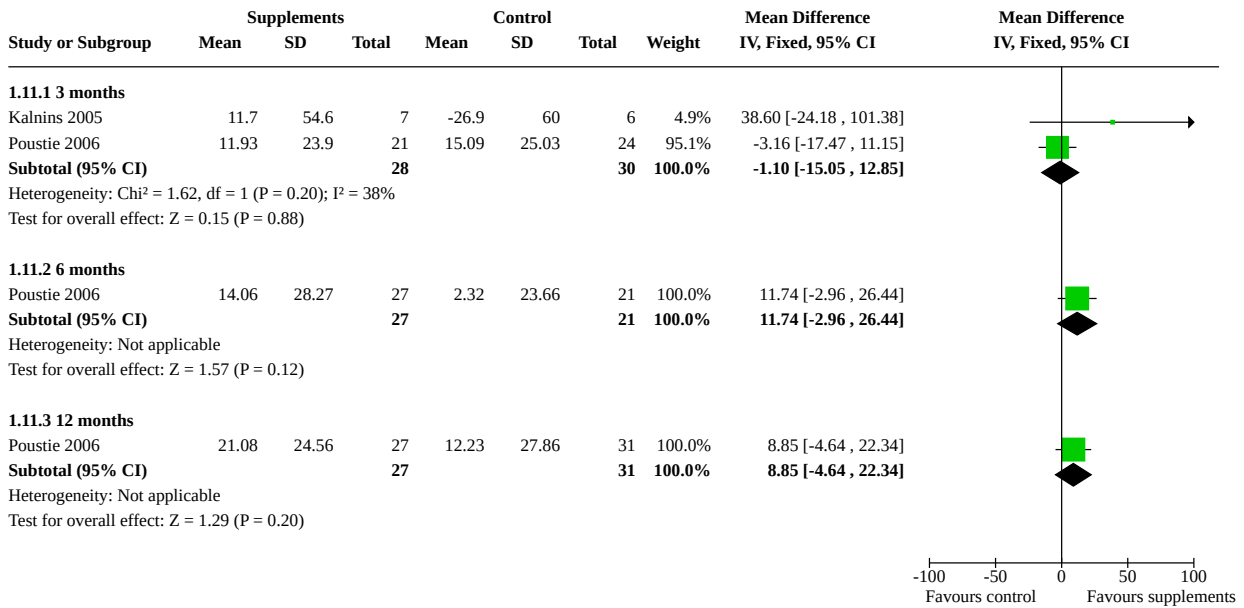 Supplements Control Mean Difference Mean Difference
Study or Subgroup Mean SD Total Mean SD Total Weight IV, Fixed, 95% CI IV, Fixed, 95% CI
1.11.1 3 months
Kalnins 2005 11.7 54.6 7 -26.9 60 6 4.9% 38.60 [-24.18 , 101.38]
Poustie 2006 11.93 23.9 21 15.09 25.03 24 95.1% -3.16 [-17.47 , 11.15]
Subtotal (95% CI) 28 30 100.0% -1.10 [-15.05 , 12.85]
Heterogeneity: Chi² = 1.62, df = 1 (P = 0.20); I² = 38%
Test for overall effect: Z = 0.15 (P = 0.88)
1.11.2 6 months
Poustie 2006 14.06 28.27 27 2.32 23.66 21 100.0% 11.74 [-2.96 , 26.44]
Subtotal (95% CI) 27 21 100.0% 11.74 [-2.96 , 26.44]
Heterogeneity: Not applicable
Test for overall effect: Z = 1.57 (P = 0.12)
1.11.3 12 months
Poustie 2006 21.08 24.56 27 12.23 27.86 31 100.0% 8.85 [-4.64 , 22.34]
Subtotal (95% CI) 27 31 100.0% 8.85 [-4.64 , 22.34]
Heterogeneity: Not applicable
Test for overall effect: Z = 1.29 (P = 0.20)
-100 -50 0 50 100
Favours control Favours supplements